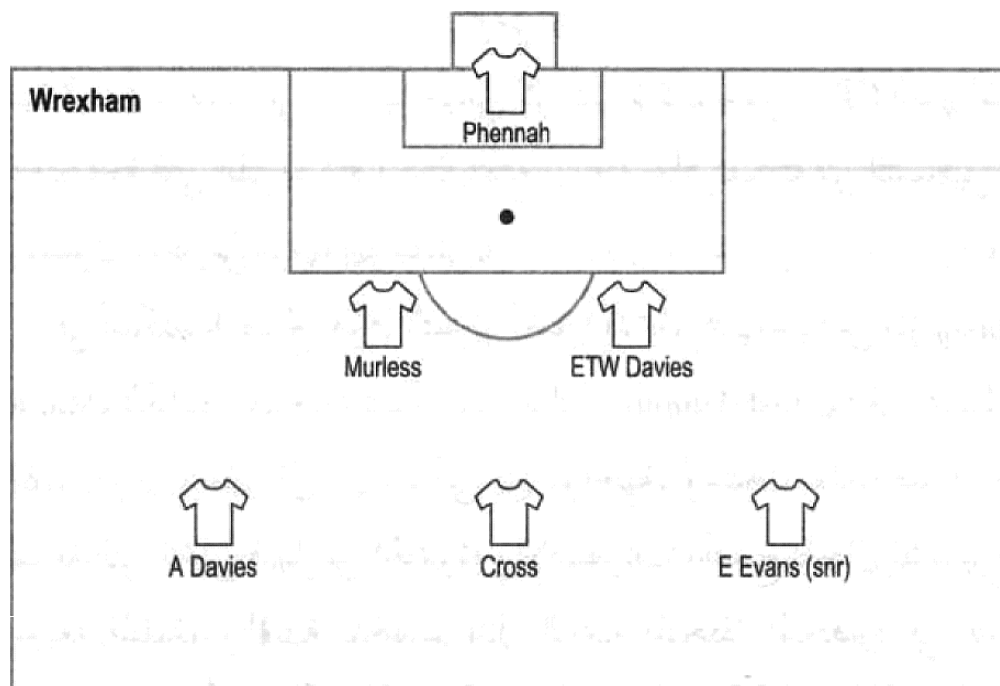 Wrexham
Phennah
Murless
ETW Davies
A Davies
Cross
E Evans (snr)